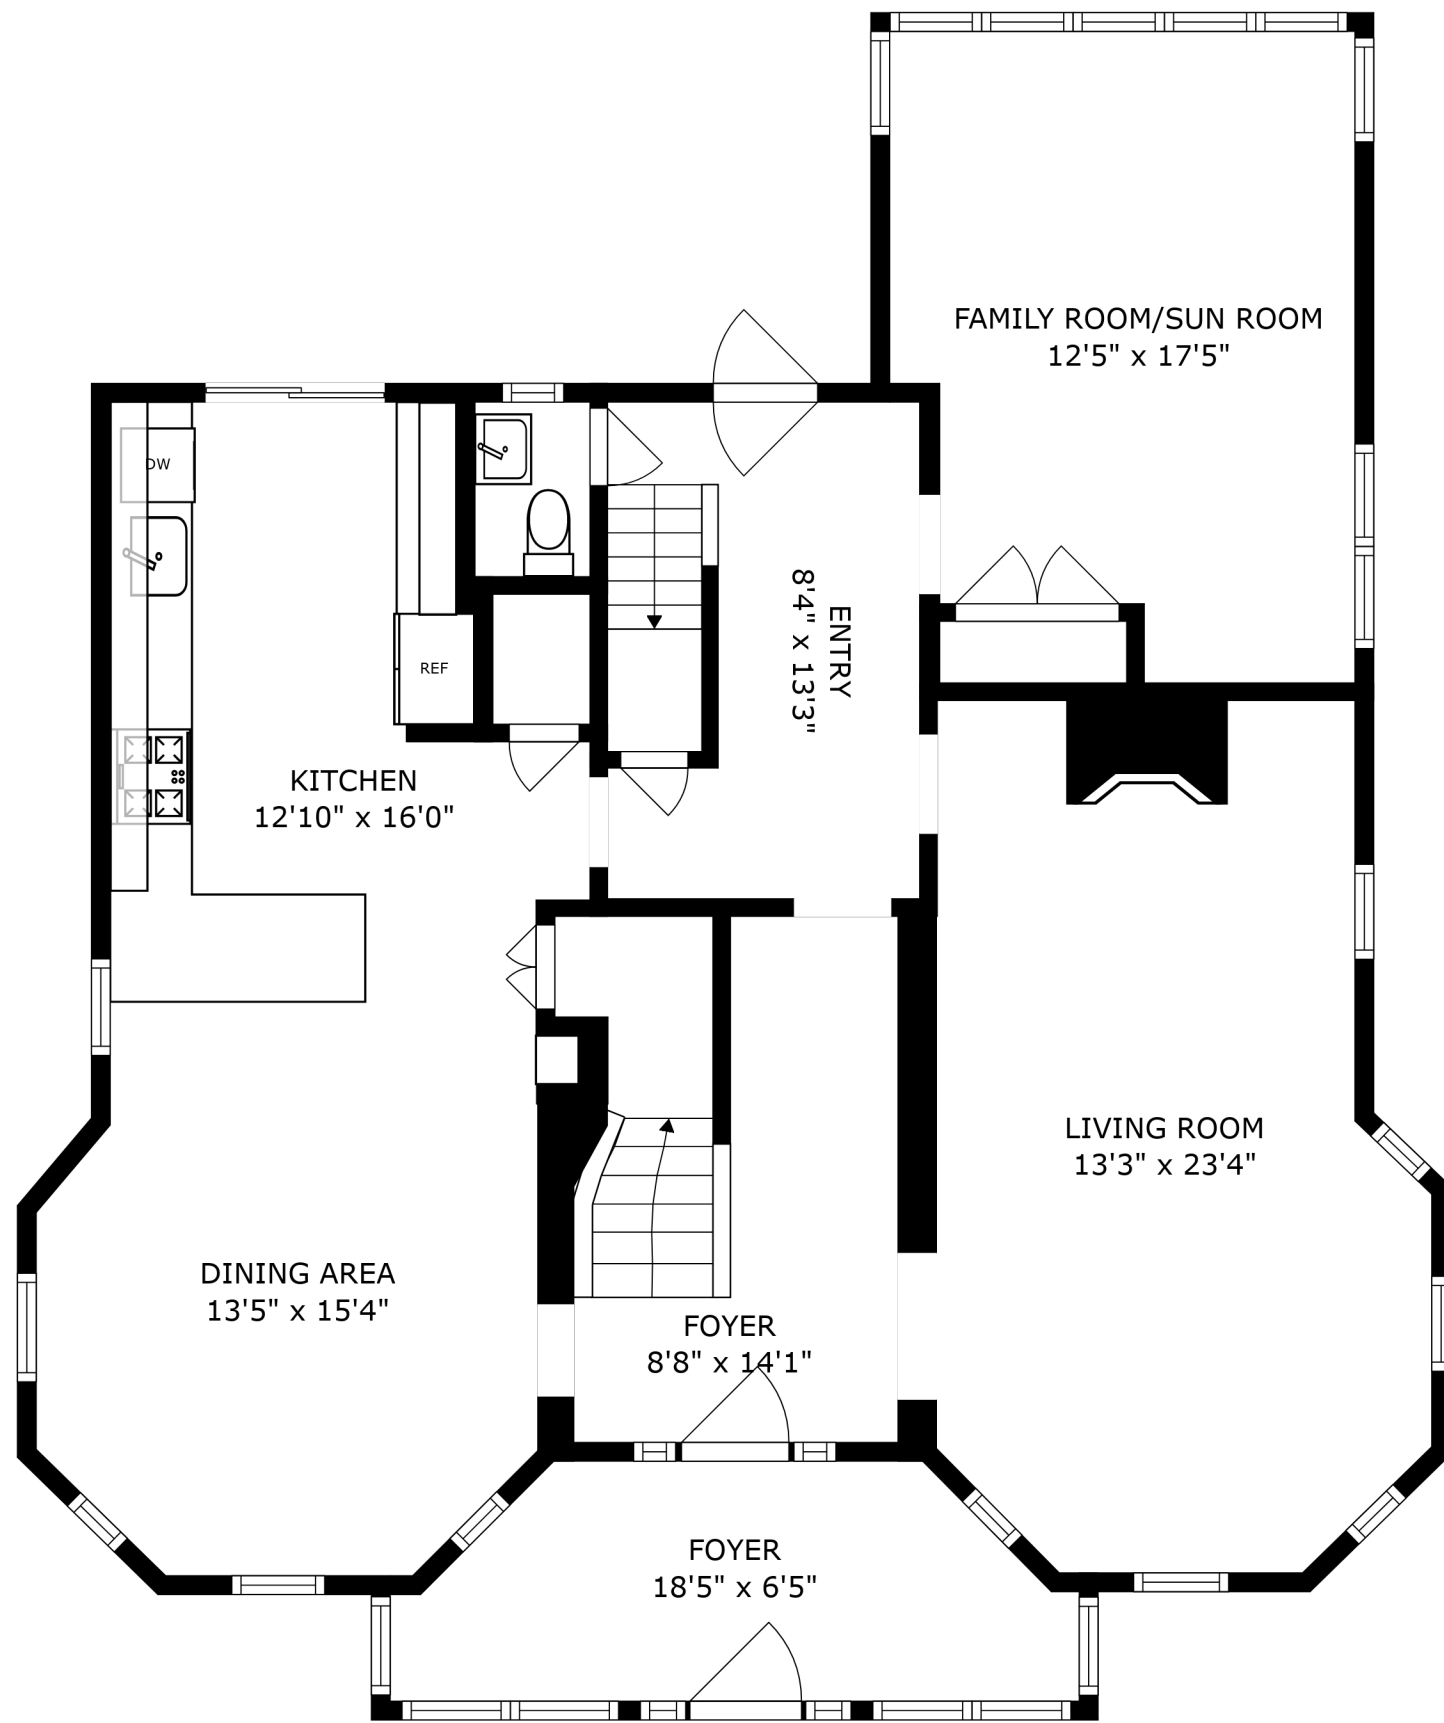 FAMILY ROOM/SUN ROOM
12'5" x 17'5"
DW
ENTRY
8'4" x 13'3"
REF
KITCHEN
12'10" x 16'0"
LIVING ROOM
13'3" x 23'4"
DINING AREA
13'5" x 15'4"
FOYER
8'8" x 14'1"
FOYER
18'5" x 6'5"